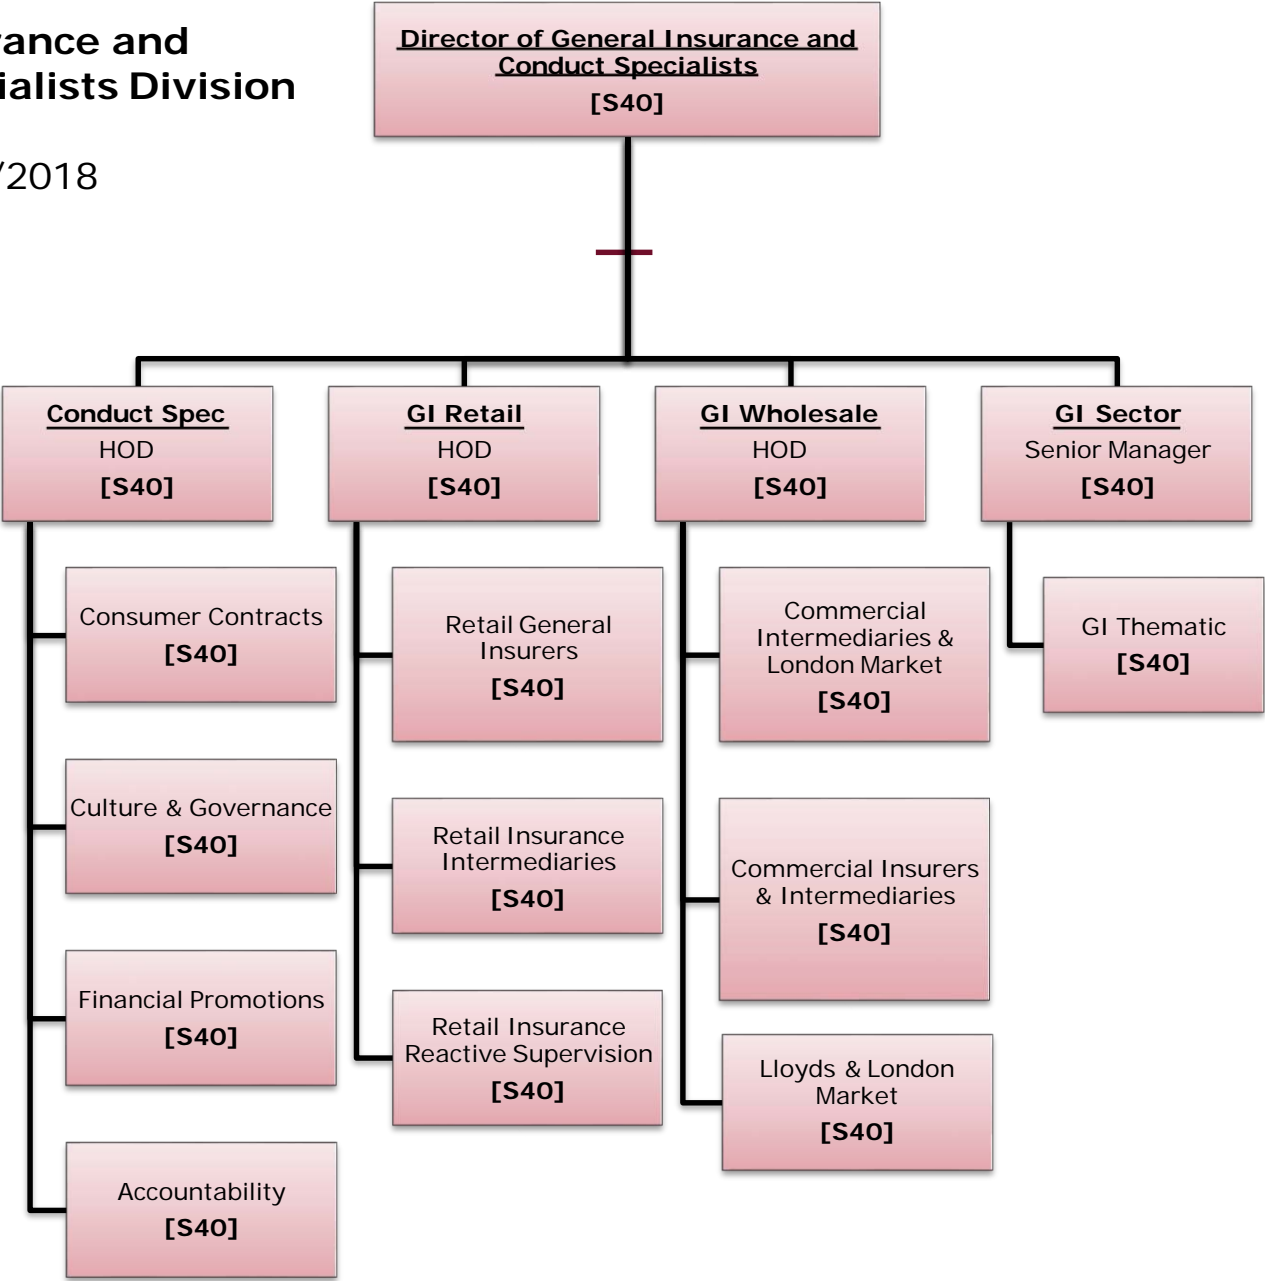 Director of General Insurance and
Conduct Specialists
[S40]
Division
/2018
Conduct Spec
HOD
[S40]
GI Retail
HOD
[S40]
GI Wholesale
HOD
[S40]
GI Sector
Senior Manager
[S40]
Consumer Contracts
[S40]
Culture & Governance
[S40]
Financial Promotions
[S40]
Accountability
[S40]
Retail General
Insurers
[S40]
Retail Insurance
Intermediaries
[S40]
Retail Insurance
Reactive Supervision
[S40]
Commercial
Intermediaries &
London Market
[S40]
Commercial Insurers
& Intermediaries
[S40]
Lloyds & London
Market
[S40]
GI Thematic
[S40]